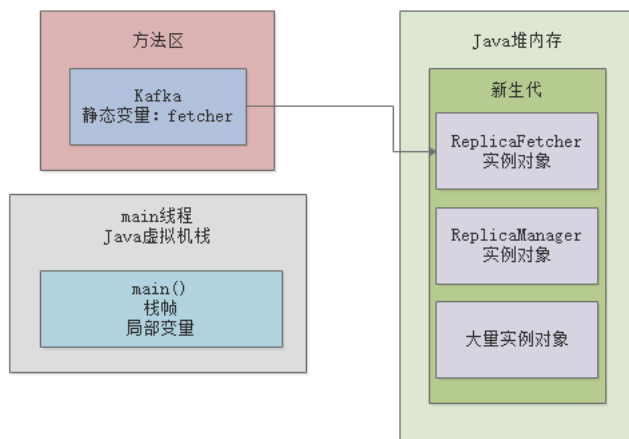 方法区
Kafka
静态变量：fetcher
main线程
Java虚拟机栈
main()
栈帧
局部变量
Java堆内存
新生代
ReplicaFetcher
实例对象
ReplicaManager
实例对象
大量实例对象